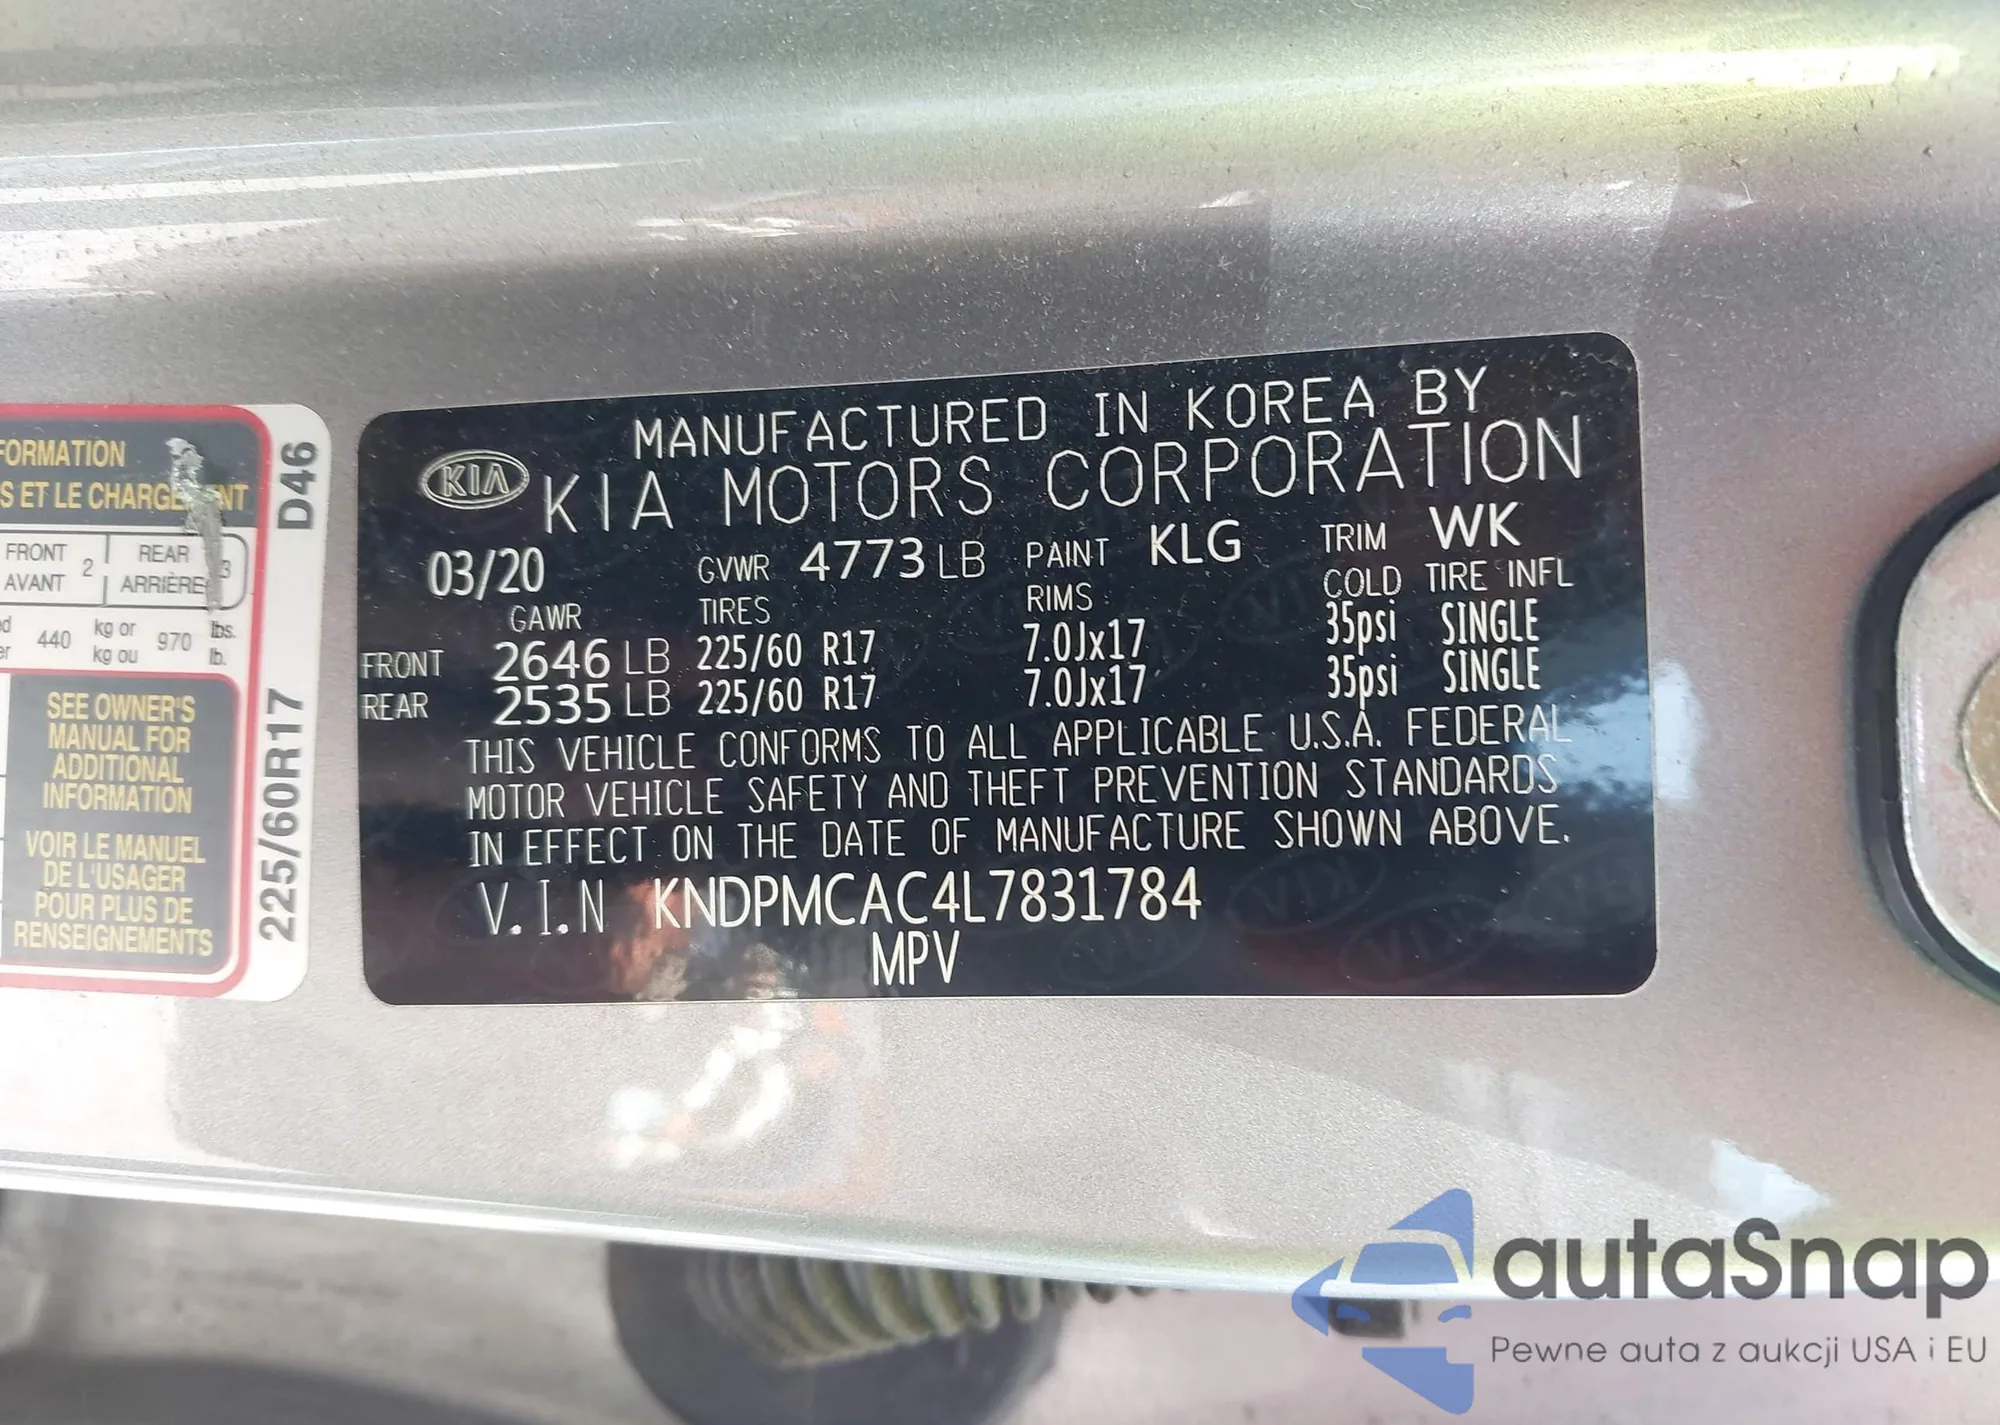 FORMATION
S ET LE CHARGEMENT
FRONT
AVANT
2
REAR
ARRIÈRE
3
440
kg or
kg ou
970
lbs.
lb.
SEE OWNER'S
MANUAL FOR
ADDITIONAL
INFORMATION
VOIR LE MANUEL
DE L'USAGER
POUR PLUS DE
RENSEIGNEMENTS
D46
225/60R17
MANUFACTURED IN KOREA BY
KIA KIA MOTORS CORPORATION
03/20 GVWR 4773 LB PAINT KLG TRIM WK
GAWR TIRES RIMS COLD TIRE INFL
FRONT 2646 LB 225/60 R17 7.0Jx17 35psi SINGLE
REAR 2535 LB 225/60 R17 7.0Jx17 35psi SINGLE
THIS VEHICLE CONFORMS TO ALL APPLICABLE U.S.A. FEDERAL
MOTOR VEHICLE SAFETY AND THEFT PREVENTION STANDARDS
IN EFFECT ON THE DATE OF MANUFACTURE SHOWN ABOVE.
V.I.N KNDPMCAC4L7831784
MPV
autaSnap
Pewne auta z aukcji USA i EU